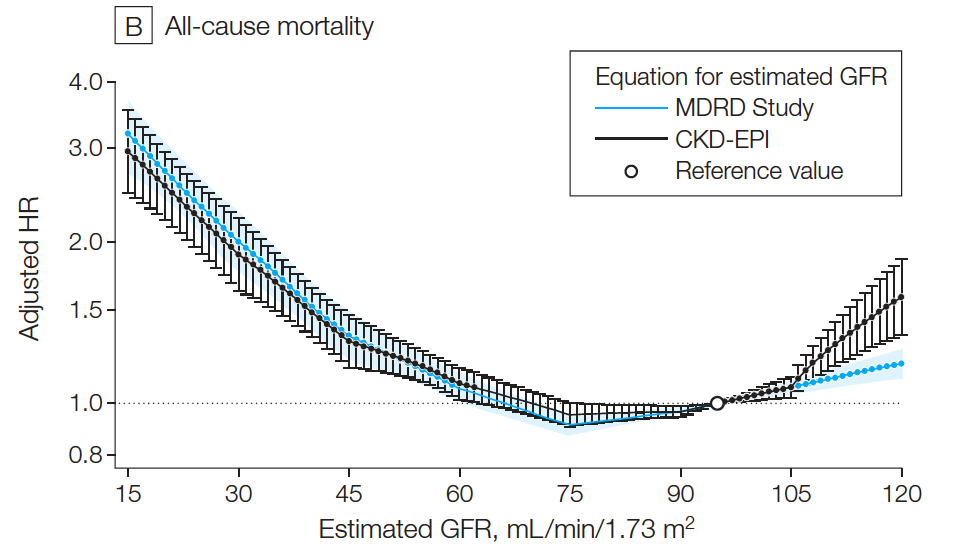 B All-cause mortality
Equation for estimated GFR
MDRD Study
CKD-EPI
Reference value
Adjusted HR
4.0
3.0
2.0
1.5
1.0
0.8
15 30 45 60 75 90 105 120
Estimated GFR, mL/min/1.73 m²